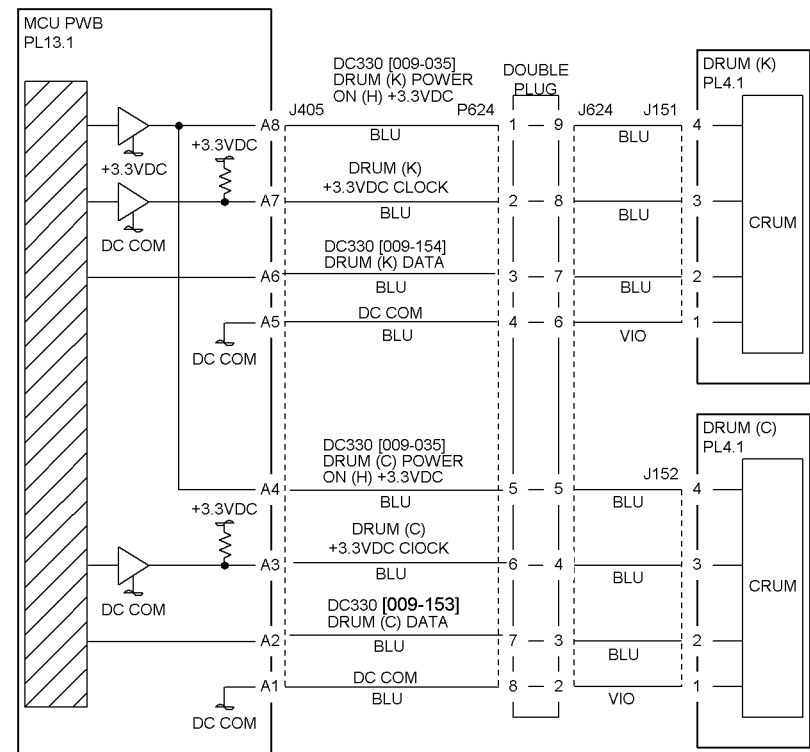 MCU PWB
PL13.1
DC330 [009-035]
DRUM (K) POWER
ON (H) +3.3VDC
DOUBLE
PLUG
DRUM (K)
PL4.1
J405
P624
J624
J151
A8
BLU
1
9
BLU
4
+3.3VDC
+3.3VDC
DRUM (K)
+3.3VDC CLOCK
A7
BLU
2
8
BLU
3
CRUM
DC COM
DC330 [009-154]
DRUM (K) DATA
A6
BLU
3
7
BLU
2
DC COM
A5
BLU
4
6
VIO
1
DC COM
DRUM (C)
PL4.1
DC330 [009-035]
DRUM (C) POWER
ON (H) +3.3VDC
J152
A4
BLU
5
5
BLU
4
+3.3VDC
DRUM (C)
+3.3VDC ClOCK
A3
BLU
6
4
BLU
3
CRUM
DC COM
DC330 [009-153]
DRUM (C) DATA
A2
BLU
7
3
BLU
2
DC COM
A1
BLU
8
2
VIO
1
DC COM